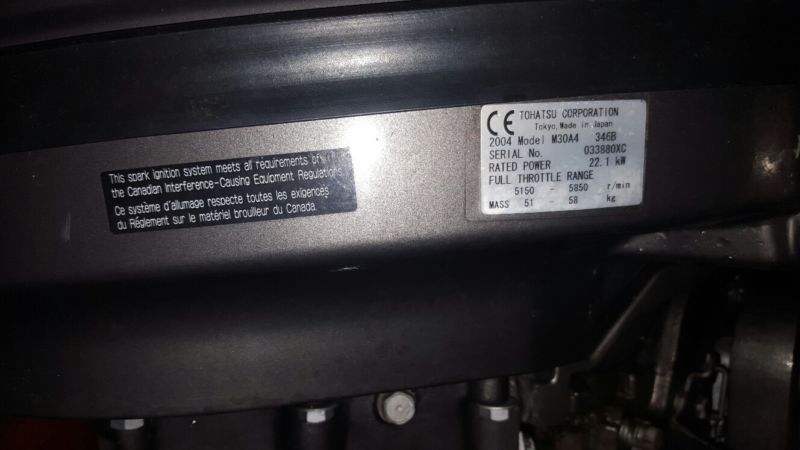 This spark ignition system meets all requirements of
the Canadian Interference-Causing Equipment Regulations
Ce système d'allumage respecte toutes les exigences
du Règlement sur le matériel brouilleur du Canada.
CE TOHATSU CORPORATION
Tokyo, Made in Japan
2004 Model M30A4 346B
SERIAL No. 033880XC
RATED POWER 22.1 kW
FULL THROTTLE RANGE
5150 - 5850 r/min
MASS 51 - 58 kg